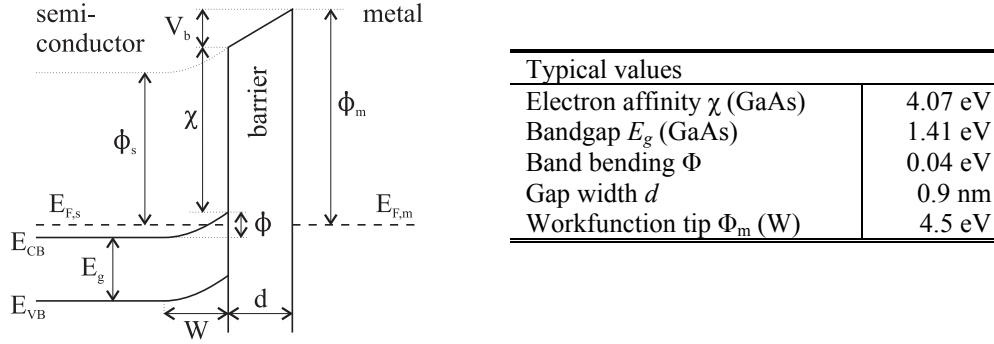 semi-
conductor
V_b
metal
χ
barrier
ϕ_m
ϕ_s
E_F,s
E_F,m
ϕ
E_CB
E_g
E_VB
W
d
Typical values
Electron affinity χ (GaAs) 4.07 eV
Bandgap E_g (GaAs) 1.41 eV
Band bending Φ 0.04 eV
Gap width d 0.9 nm
Workfunction tip Φ_m (W) 4.5 eV